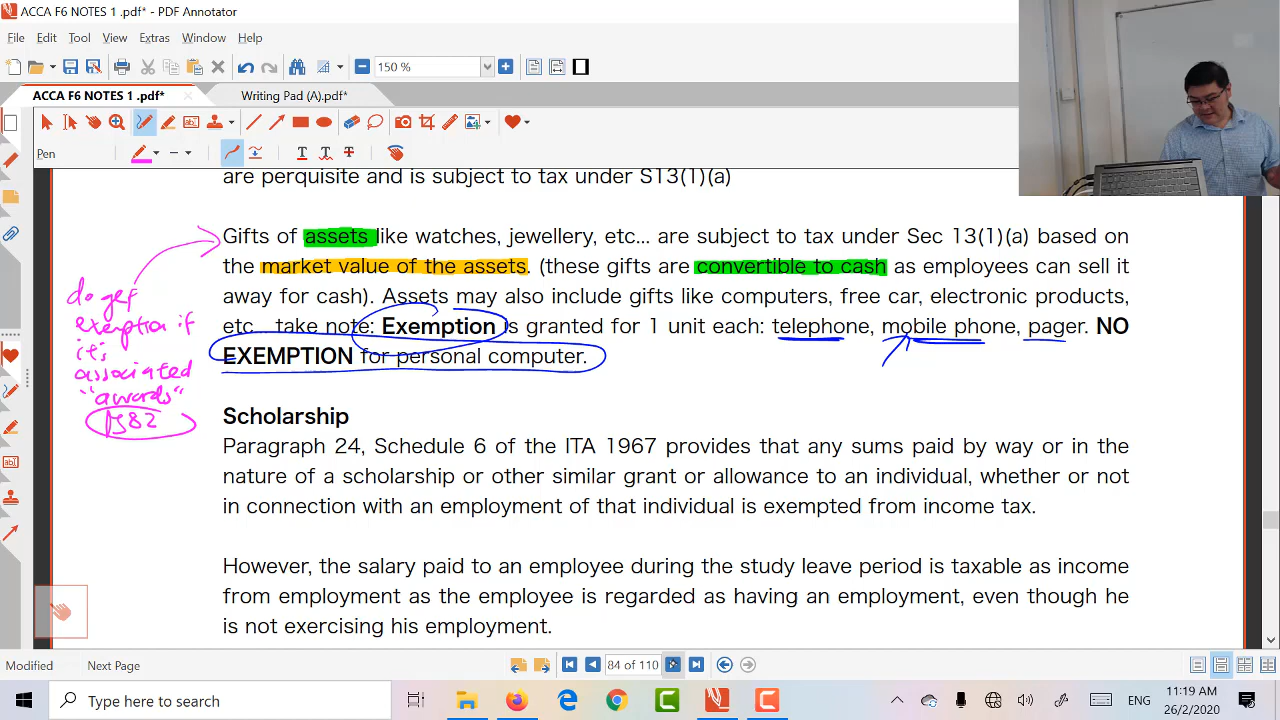 ACCA F6 NOTES 1 .pdf* - PDF Annotator
File Edit Tool View Extras Window Help
150 %
ACCA F6 NOTES 1 .pdf* Writing Pad (A).pdf*
Pen
are perquisite and is subject to tax under S13(1)(a)
Gifts of assets like watches, jewellery, etc... are subject to tax under Sec 13(1)(a) based on
the market value of the assets. (these gifts are convertible to cash as employees can sell it
away for cash). Assets may also include gifts like computers, free car, electronic products,
etc... take note: Exemption is granted for 1 unit each: telephone, mobile phone, pager. NO
EXEMPTION for personal computer.
do get
exemption if
it's
associated
"awards"
Pg82
Scholarship
Paragraph 24, Schedule 6 of the ITA 1967 provides that any sums paid by way or in the
nature of a scholarship or other similar grant or allowance to an individual, whether or not
in connection with an employment of that individual is exempted from income tax.
However, the salary paid to an employee during the study leave period is taxable as income
from employment as the employee is regarded as having an employment, even though he
is not exercising his employment.
Modified Next Page 84 of 110
Type here to search
ENG
11:19 AM
26/2/2020